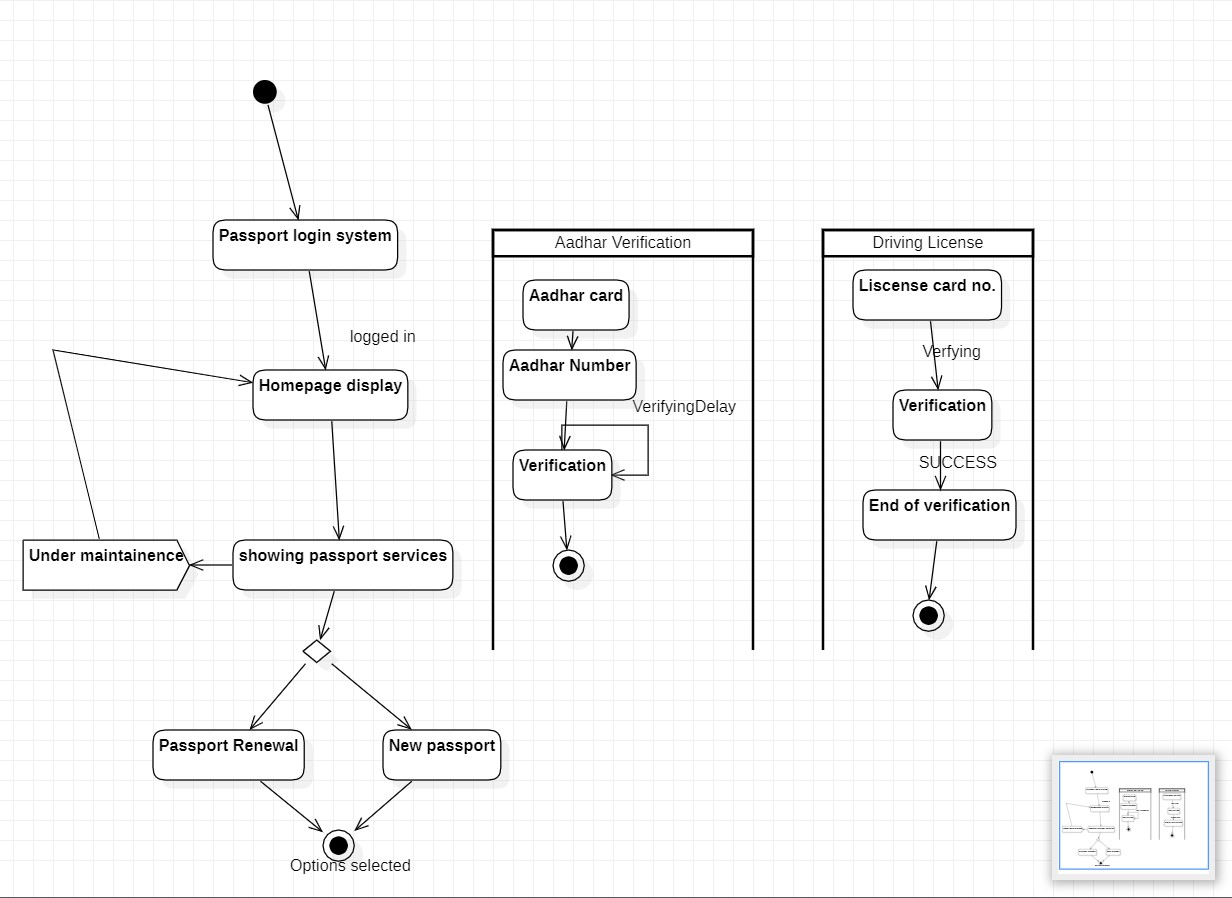 Passport login system
logged in
Homepage display
Under maintainence
showing passport services
Passport Renewal
New passport
Options selected
Aadhar Verification
Aadhar card
Aadhar Number
VerifyingDelay
Verification
Driving License
Liscense card no.
Verfying
Verification
SUCCESS
End of verification